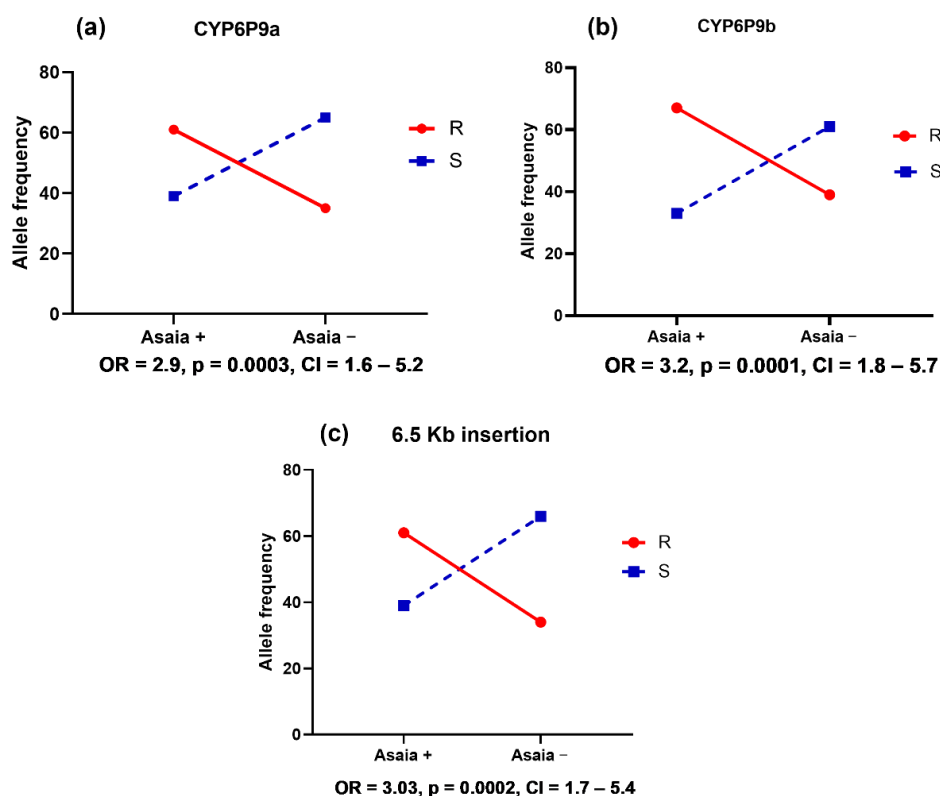 (a)
CYP6P9a
80
60
40
20
0
Allele frequency
Asaia +
Asaia –
R
S
OR = 2.9, p = 0.0003, CI = 1.6 – 5.2
(b)
CYP6P9b
80
60
40
20
0
Allele frequency
Asaia +
Asaia –
R
S
OR = 3.2, p = 0.0001, CI = 1.8 – 5.7
(c)
6.5 Kb insertion
80
60
40
20
0
Allele frequency
Asaia +
Asaia –
R
S
OR = 3.03, p = 0.0002, CI = 1.7 – 5.4